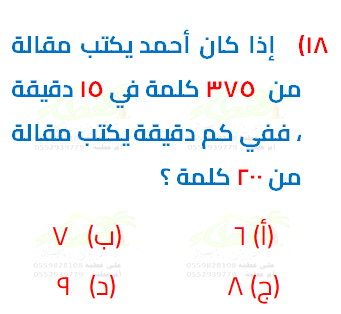 ١٨) إذا كان أحمد يكتب مقالة
من ٣٧٥ كلمة في ١٥ دقيقة
، ففي كم دقيقة يكتب مقالة
من ٢٠٠ كلمة ؟
(أ) ٦ (ب) ٧
(ج) ٨ (د) ٩